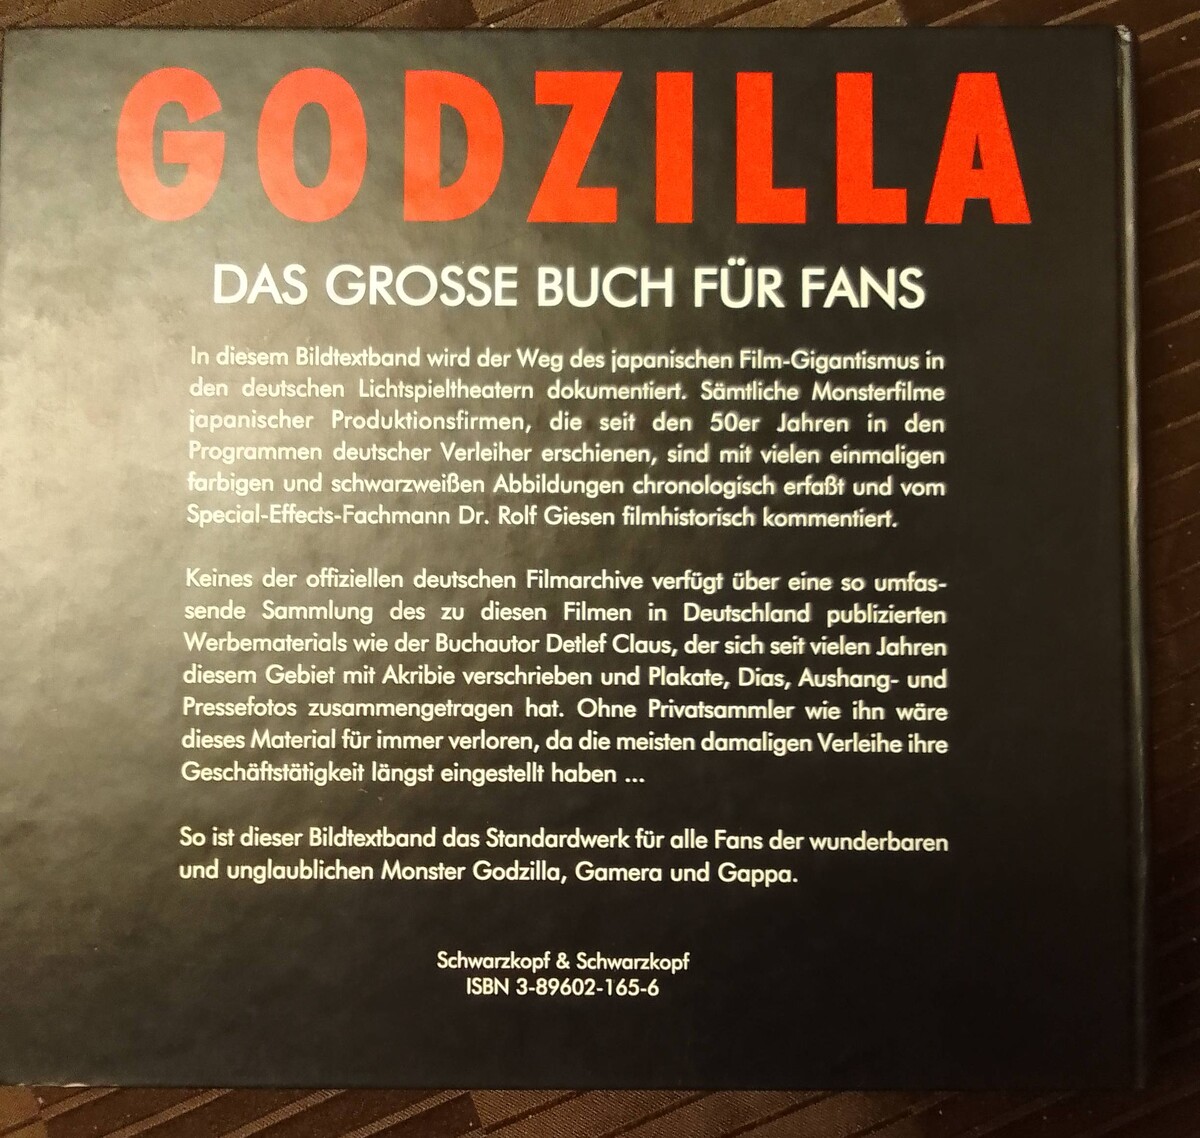 GODZILLA
DAS GROSSE BUCH FÜR FANS
In diesem Bildtextband wird der Weg des japanischen Film-Gigantismus in
den deutschen Lichtspieltheatern dokumentiert. Sämtliche Monsterfilme
japanischer Produktionsfirmen, die seit den 50er Jahren in den
Programmen deutscher Verleiher erschienen, sind mit vielen einmaligen
farbigen und schwarzweißen Abbildungen chronologisch erfaßt und vom
Special-Effects-Fachmann Dr. Rolf Giesen filmhistorisch kommentiert.
Keines der offiziellen deutschen Filmarchive verfügt über eine so umfas-
sende Sammlung des zu diesen Filmen in Deutschland publizierten
Werbematerials wie der Buchautor Detlef Claus, der sich seit vielen Jahren
diesem Gebiet mit Akribie verschrieben und Plakate, Dias, Aushang- und
Pressefotos zusammengetragen hat. Ohne Privatsammler wie ihn wäre
dieses Material für immer verloren, da die meisten damaligen Verleihe ihre
Geschäftstätigkeit längst eingestellt haben ...
So ist dieser Bildtextband das Standardwerk für alle Fans der wunderbaren
und unglaublichen Monster Godzilla, Gamera und Gappa.
Schwarzkopf & Schwarzkopf
ISBN 3-89602-165-6